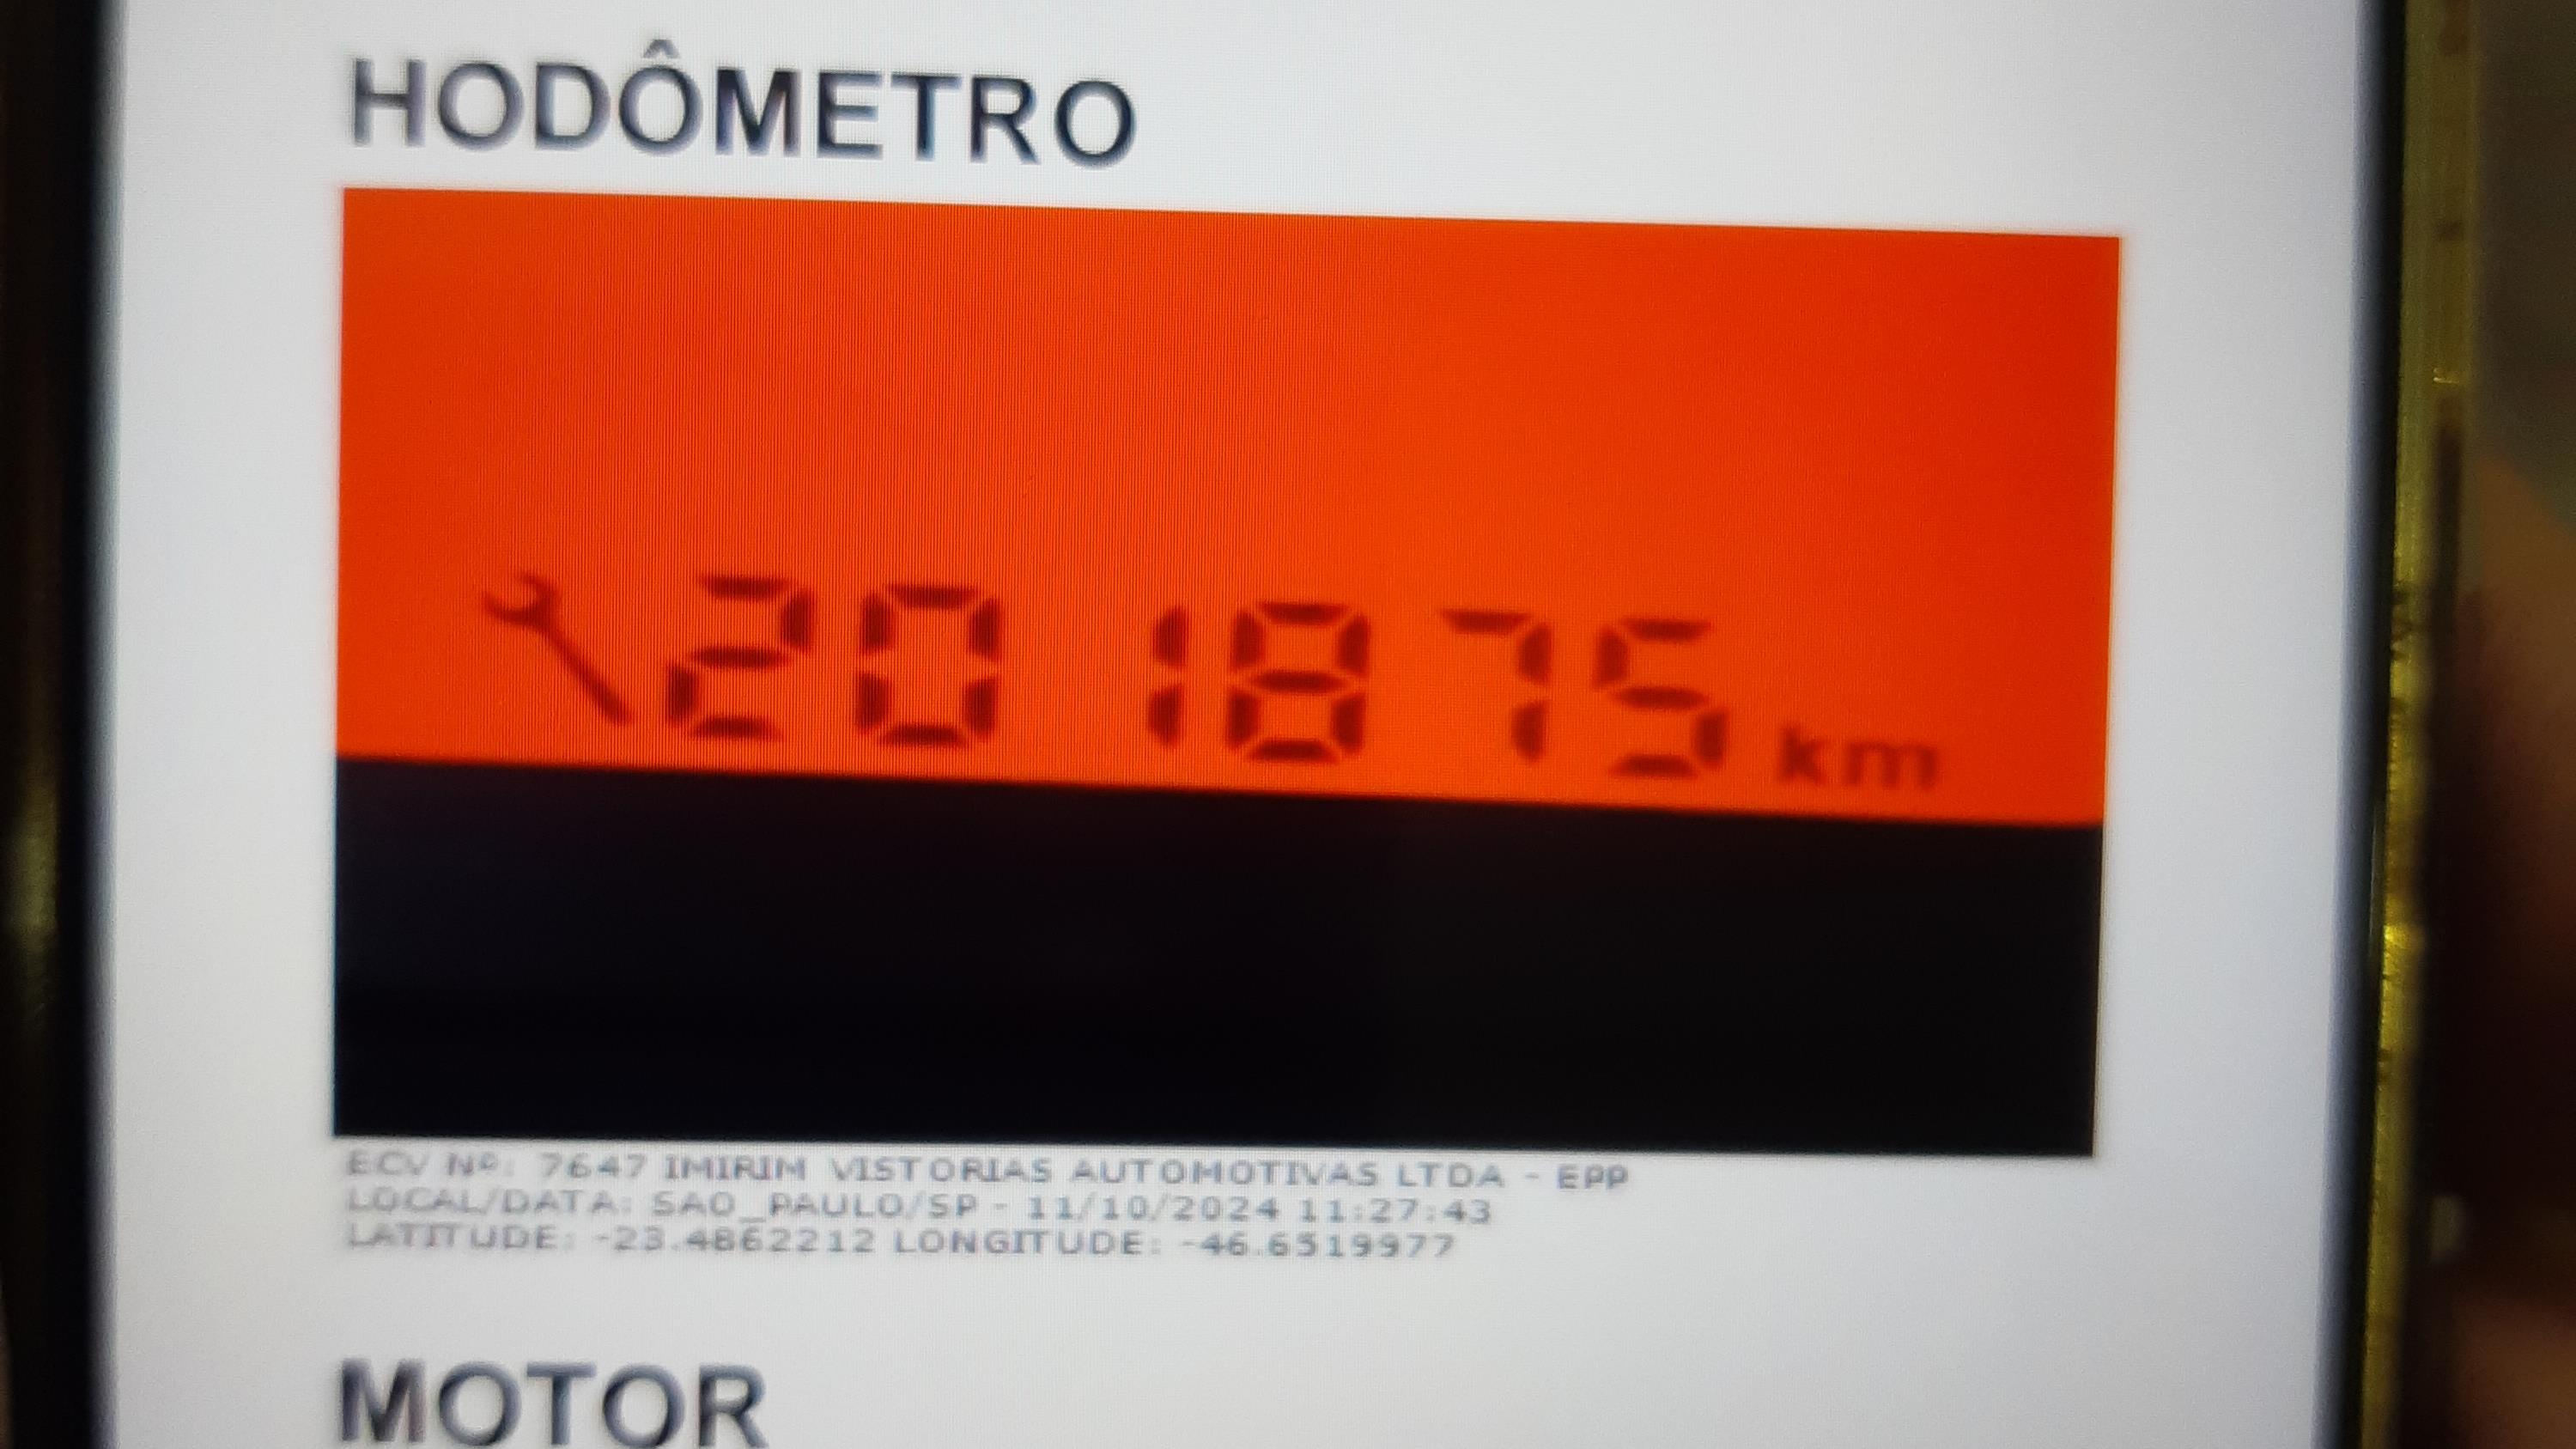 HODÔMETRO
201875 km
ECV Nº: 7647 IMIRIM VISTORIAS AUTOMOTIVAS LTDA - EPP
LOCAL/DATA: SAO_PAULO/SP - 11/10/2024 11:27:43
LATITUDE: -23.4862212 LONGITUDE: -46.6519977
MOTOR